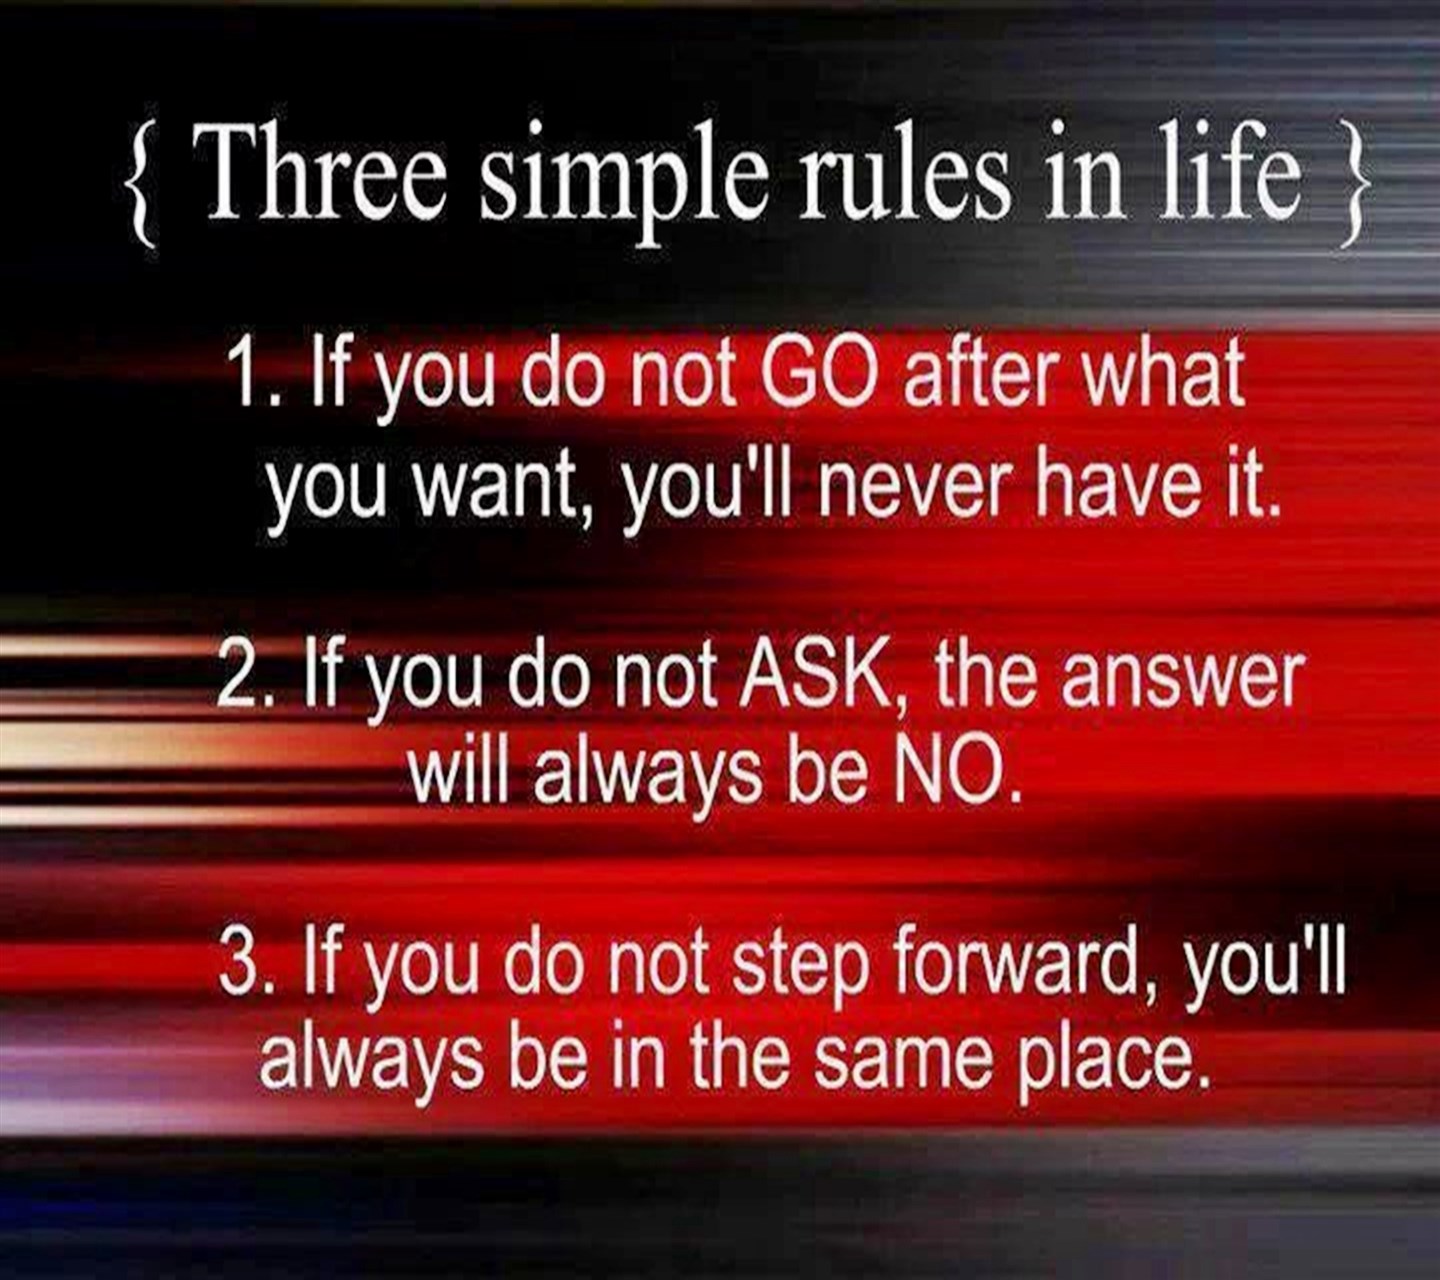 { Three simple rules in life }
1. If you do not GO after what
you want, you'll never have it.
2. If you do not ASK, the answer
will always be NO.
3. If you do not step forward, you'll
always be in the same place.